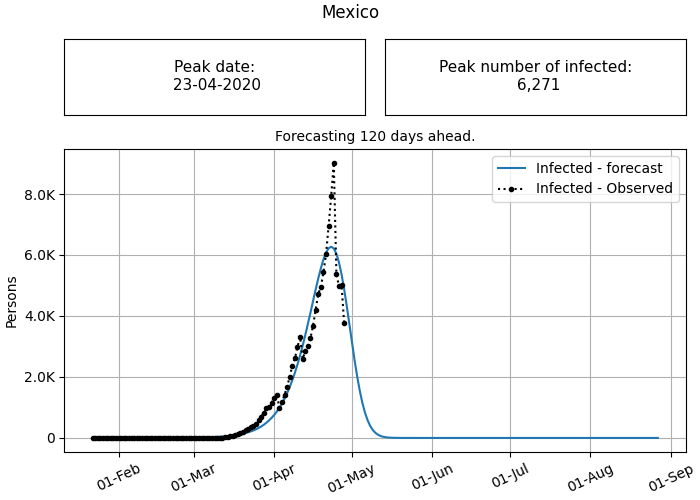 Mexico
Peak date:
23-04-2020
Peak number of infected:
6,271
Forecasting 120 days ahead.
Infected - forecast
Infected - Observed
8.0K
6.0K
4.0K
2.0K
0
Persons
01-Feb
01-Mar
01-Apr
01-May
01-Jun
01-Jul
01-Aug
01-Sep